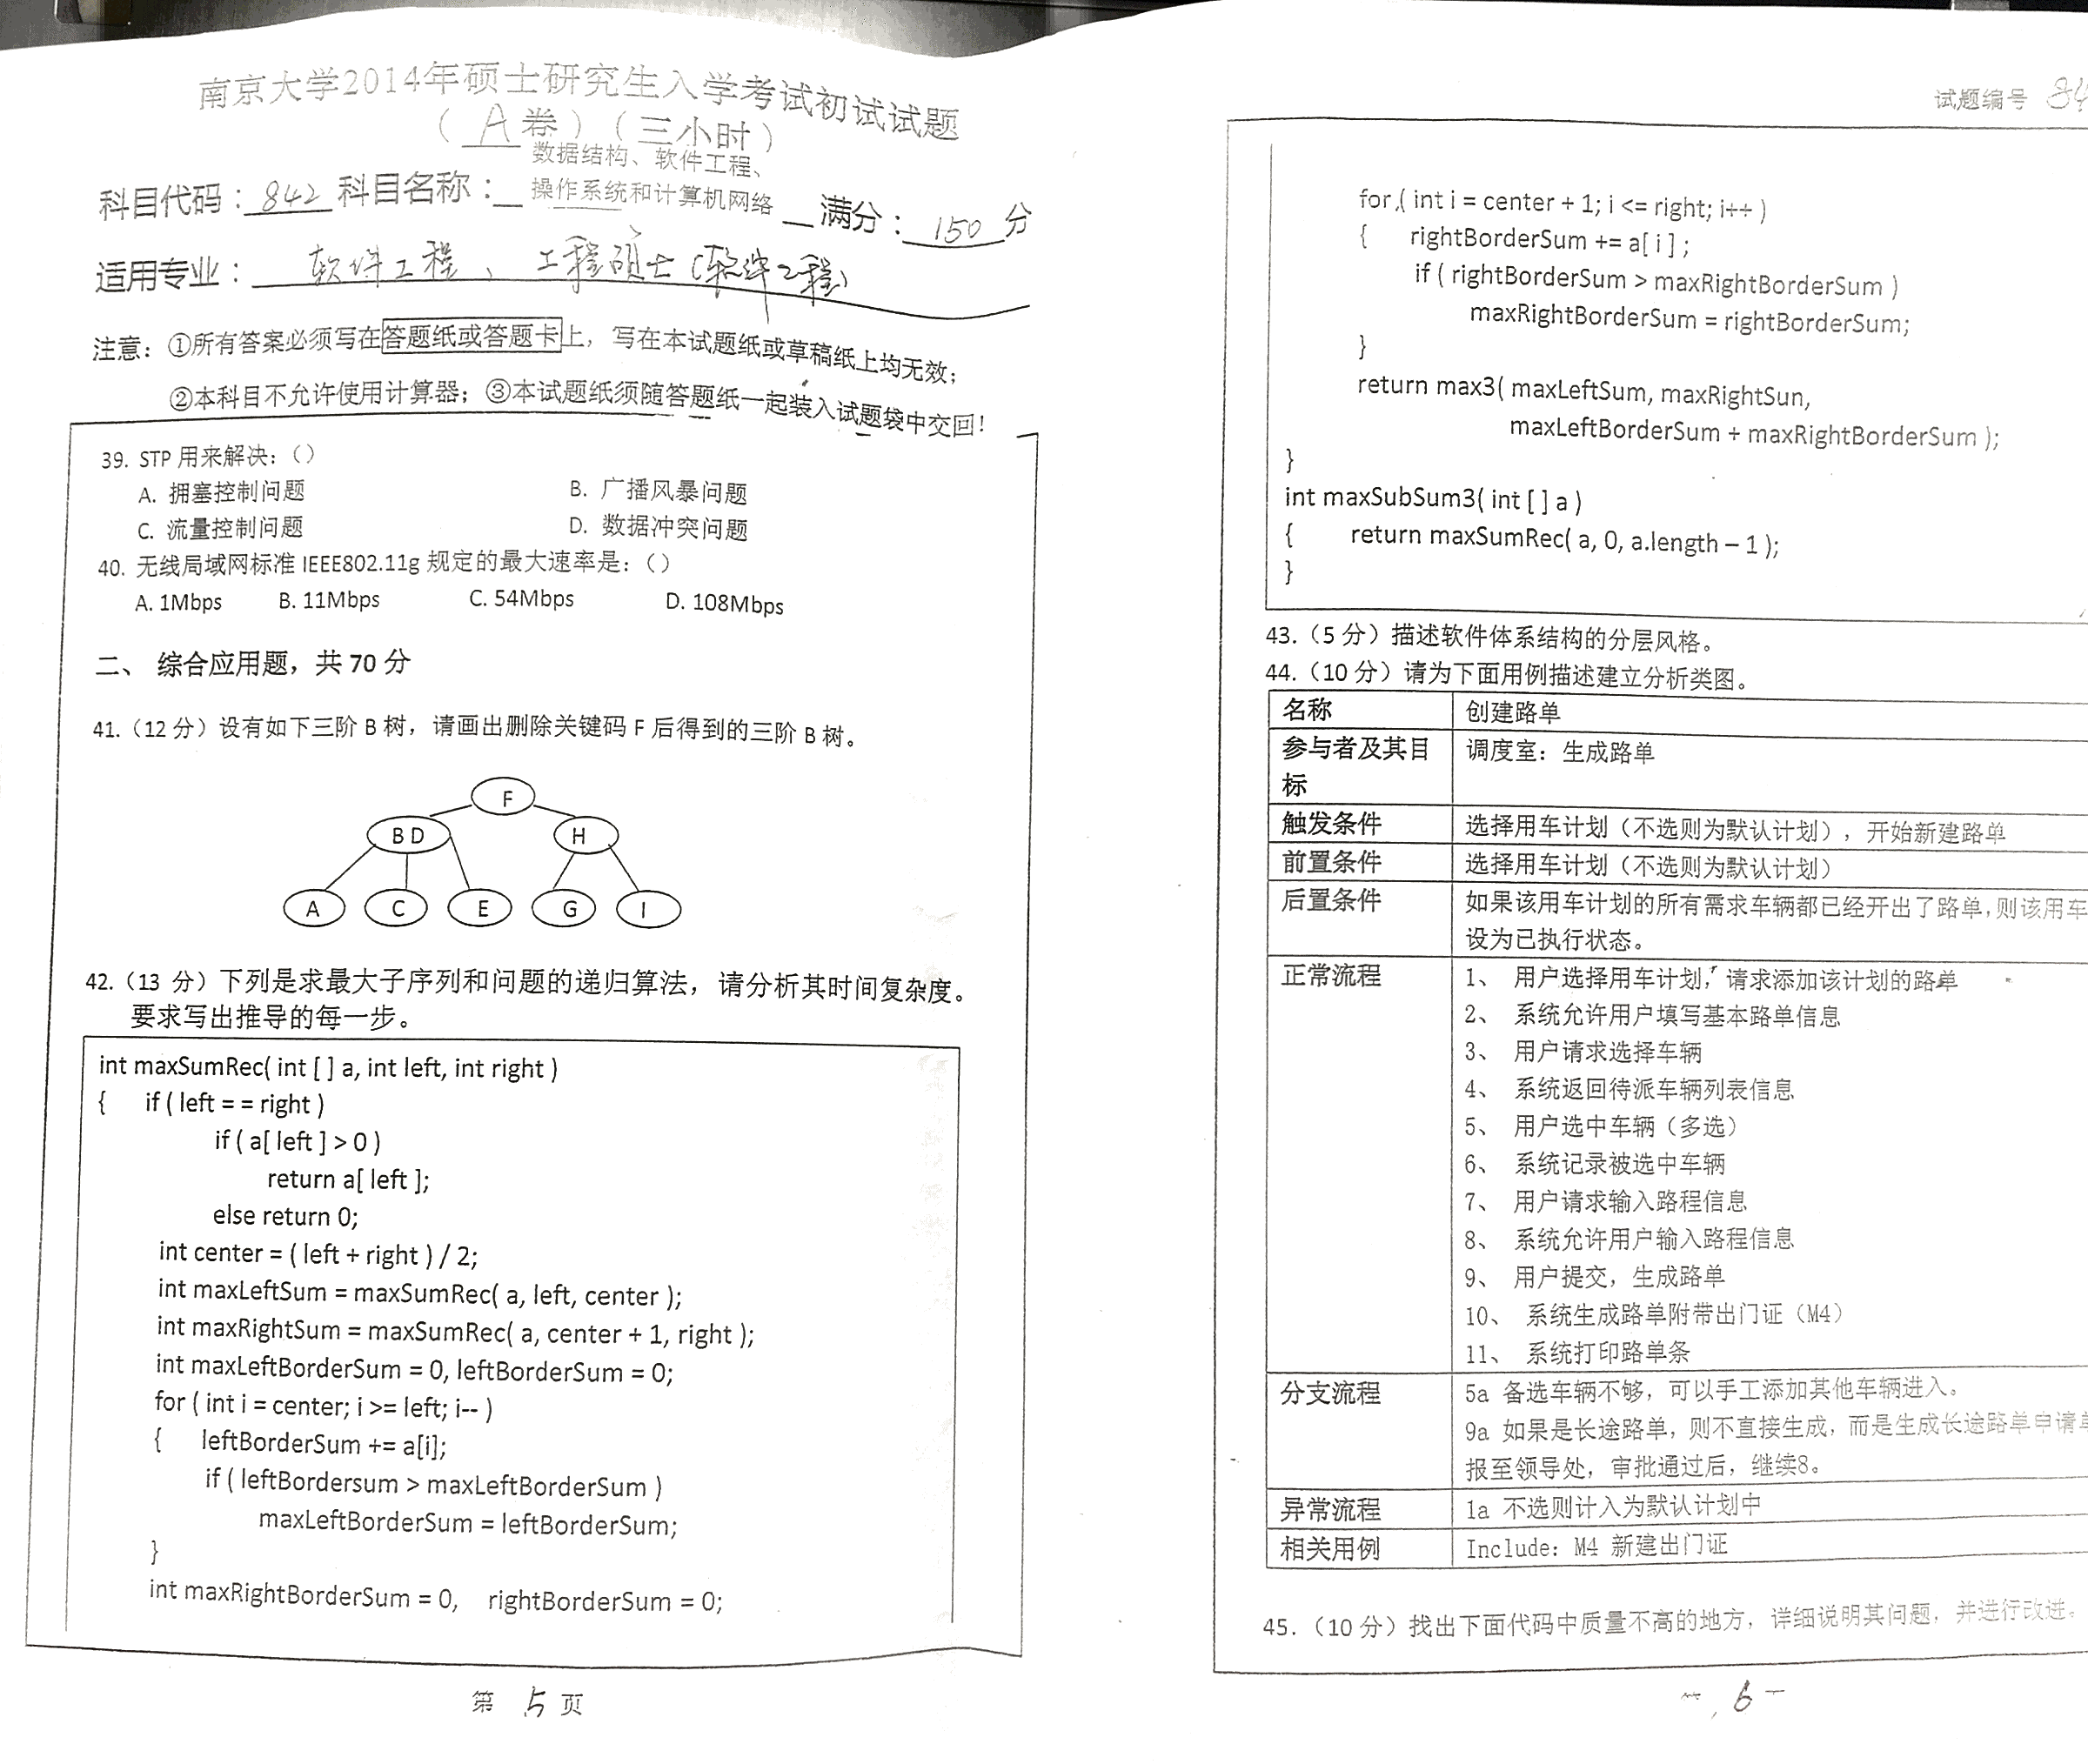 南京大学2014年硕士研究生入学考试初试试题
（ A 卷）（三小时）
科目代码：842 科目名称： 数据结构、软件工程、
操作系统和计算机网络 满分：150 分
适用专业： 软件工程、工程硕士（软件工程）
注意：①所有答案必须写在答题纸或答题卡上，写在本试题纸或草稿纸上均无效；
②本科目不允许使用计算器；③本试题纸须随答题纸一起装入试题袋中交回！
39. STP 用来解决：（）
A. 拥塞控制问题 B. 广播风暴问题
C. 流量控制问题 D. 数据冲突问题
40. 无线局域网标准 IEEE802.11g 规定的最大速率是：（）
A. 1Mbps B. 11Mbps C. 54Mbps D. 108Mbps
二、 综合应用题，共 70 分
41.（12 分）设有如下三阶 B 树，请画出删除关键码 F 后得到的三阶 B 树。
F
B D H
A C E G I
42.（13 分）下列是求最大子序列和问题的递归算法，请分析其时间复杂度。
要求写出推导的每一步。
int maxSumRec( int [ ] a, int left, int right )
{ if ( left = = right )
if ( a[ left ] > 0 )
return a[ left ];
else return 0;
int center = ( left + right ) / 2;
int maxLeftSum = maxSumRec( a, left, center );
int maxRightSum = maxSumRec( a, center + 1, right );
int maxLeftBorderSum = 0, leftBorderSum = 0;
for ( int i = center; i >= left; i-- )
{ leftBorderSum += a[i];
if ( leftBordersum > maxLeftBorderSum )
maxLeftBorderSum = leftBorderSum;
}
int maxRightBorderSum = 0, rightBorderSum = 0;
第 5 页
试题编号 84
for ( int i = center + 1; i <= right; i++ )
{ rightBorderSum += a[ i ] ;
if ( rightBorderSum > maxRightBorderSum )
maxRightBorderSum = rightBorderSum;
}
return max3( maxLeftSum, maxRightSun,
maxLeftBorderSum + maxRightBorderSum );
}
int maxSubSum3( int [ ] a )
{ return maxSumRec( a, 0, a.length – 1 );
}
43.（5 分）描述软件体系结构的分层风格。
44.（10 分）请为下面用例描述建立分析类图。
名称 创建路单
参与者及其目标 调度室：生成路单
触发条件 选择用车计划（不选则为默认计划），开始新建路单
前置条件 选择用车计划（不选则为默认计划）
后置条件 如果该用车计划的所有需求车辆都已经开出了路单，则该用车
设为已执行状态。
正常流程 1、 用户选择用车计划，请求添加该计划的路单
2、 系统允许用户填写基本路单信息
3、 用户请求选择车辆
4、 系统返回待派车辆列表信息
5、 用户选中车辆（多选）
6、 系统记录被选中车辆
7、 用户请求输入路程信息
8、 系统允许用户输入路程信息
9、 用户提交，生成路单
10、 系统生成路单附带出门证（M4）
11、 系统打印路单条
分支流程 5a 备选车辆不够，可以手工添加其他车辆进入。
9a 如果是长途路单，则不直接生成，而是生成长途路单申请单
报至领导处，审批通过后，继续8。
异常流程 1a 不选则计入为默认计划中
相关用例 Include: M4 新建出门证
45.（10 分）找出下面代码中质量不高的地方，详细说明其问题，并进行改进。
6